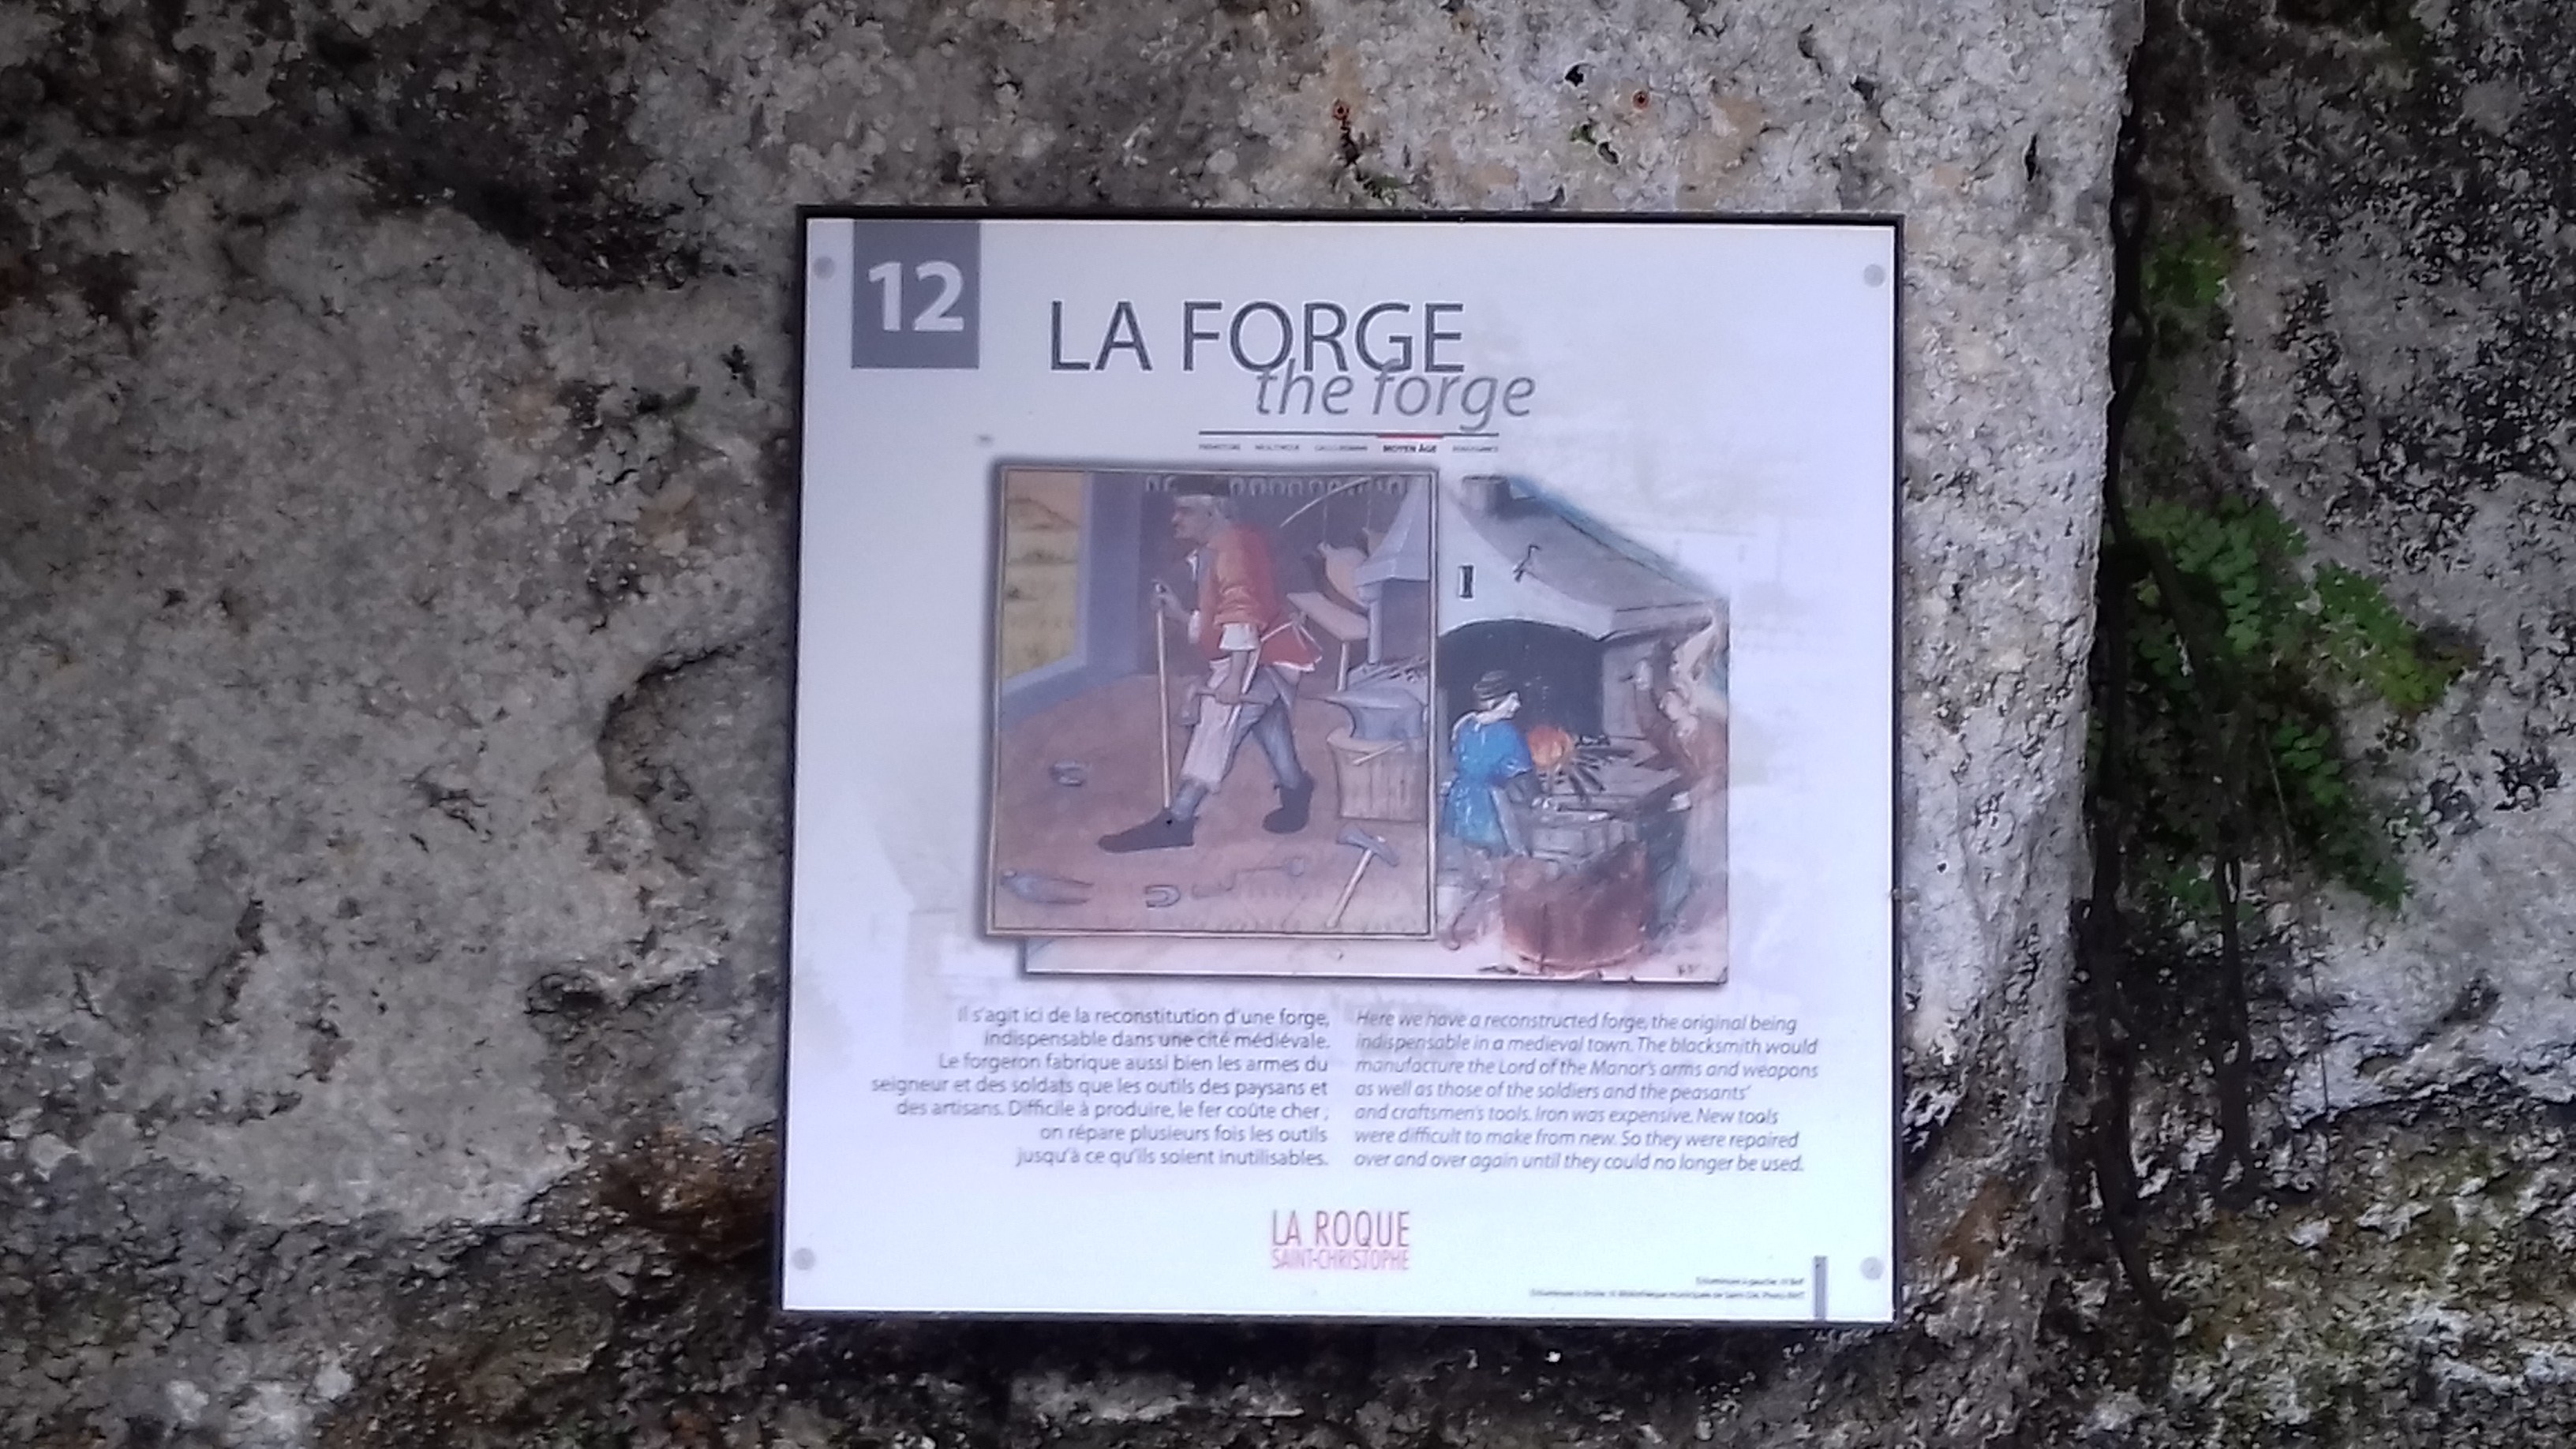 12
LA FORGE
the forge
PRÉHISTOIRE NÉOLITHIQUE GALLO-ROMAIN MOYEN ÂGE RENAISSANCE
Il s'agit ici de la reconstitution d'une forge,
indispensable dans une cité médiévale.
Le forgeron fabrique aussi bien les armes du
seigneur et des soldats que les outils des paysans et
des artisans. Difficile à produire, le fer coûte cher ;
on répare plusieurs fois les outils
jusqu'à ce qu'ils soient inutilisables.
Here we have a reconstructed forge, the original being
indispensable in a medieval town. The blacksmith would
manufacture the Lord of the Manor's arms and weapons
as well as those of the soldiers and the peasants'
and craftsmen's tools. Iron was expensive. New tools
were difficult to make from new. So they were repaired
over and over again until they could no longer be used.
LA ROQUE
SAINT-CHRISTOPHE